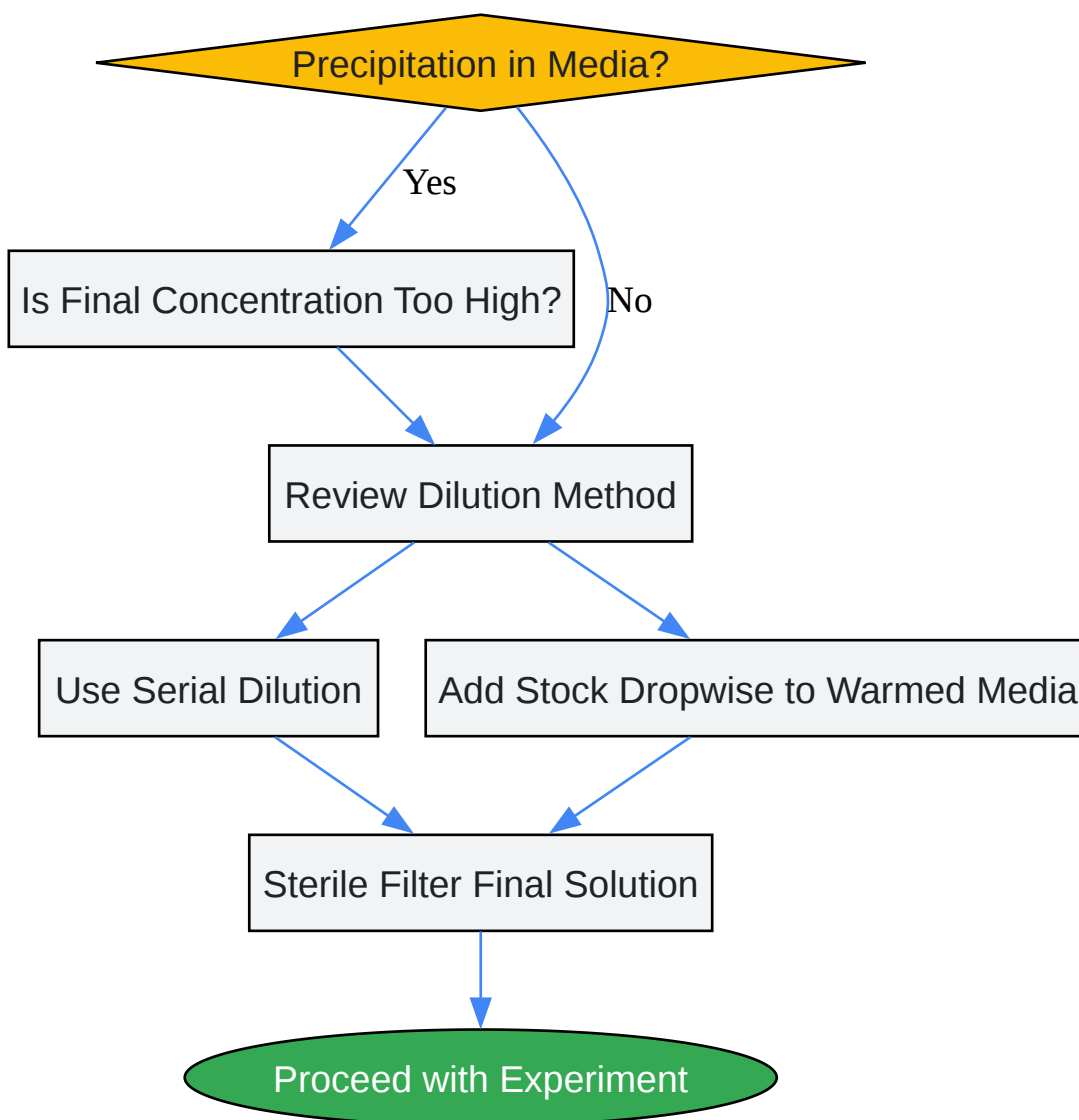 Precipitation in Media?
Yes
Is Final Concentration Too High?
No
Review Dilution Method
Use Serial Dilution
Add Stock Dropwise to Warmed Media
Sterile Filter Final Solution
Proceed with Experiment